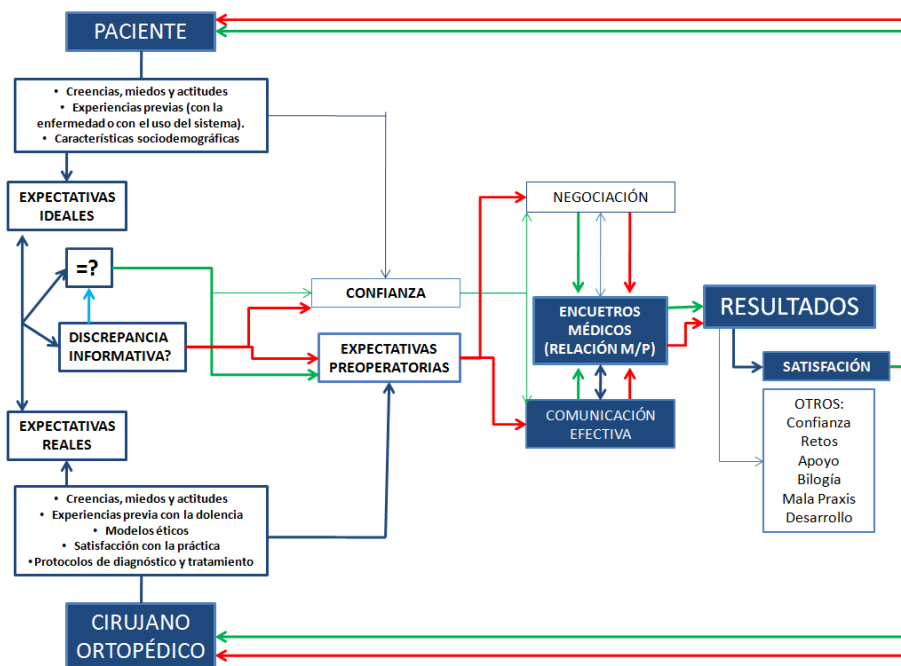 PACIENTE
• Creencias, miedos y actitudes
• Experiencias previas (con la
enfermedad o con el uso del sistema).
• Características sociodemográficas
EXPECTATIVAS
IDEALES
=?
DISCREPANCIA
INFORMATIVA?
EXPECTATIVAS
REALES
• Creencias, miedos y actitudes
• Experiencias previa con la dolencia
• Modelos éticos
• Satisfacción con la práctica
• Protocolos de diagnóstico y tratamiento
CIRUJANO
ORTOPÉDICO
CONFIANZA
EXPECTATIVAS
PREOPERATORIAS
NEGOCIACIÓN
ENCUETROS
MÉDICOS
(RELACIÓN M/P)
COMUNICACIÓN
EFECTIVA
RESULTADOS
SATISFACCIÓN
OTROS:
Confianza
Retos
Apoyo
Bilogía
Mala Praxis
Desarrollo